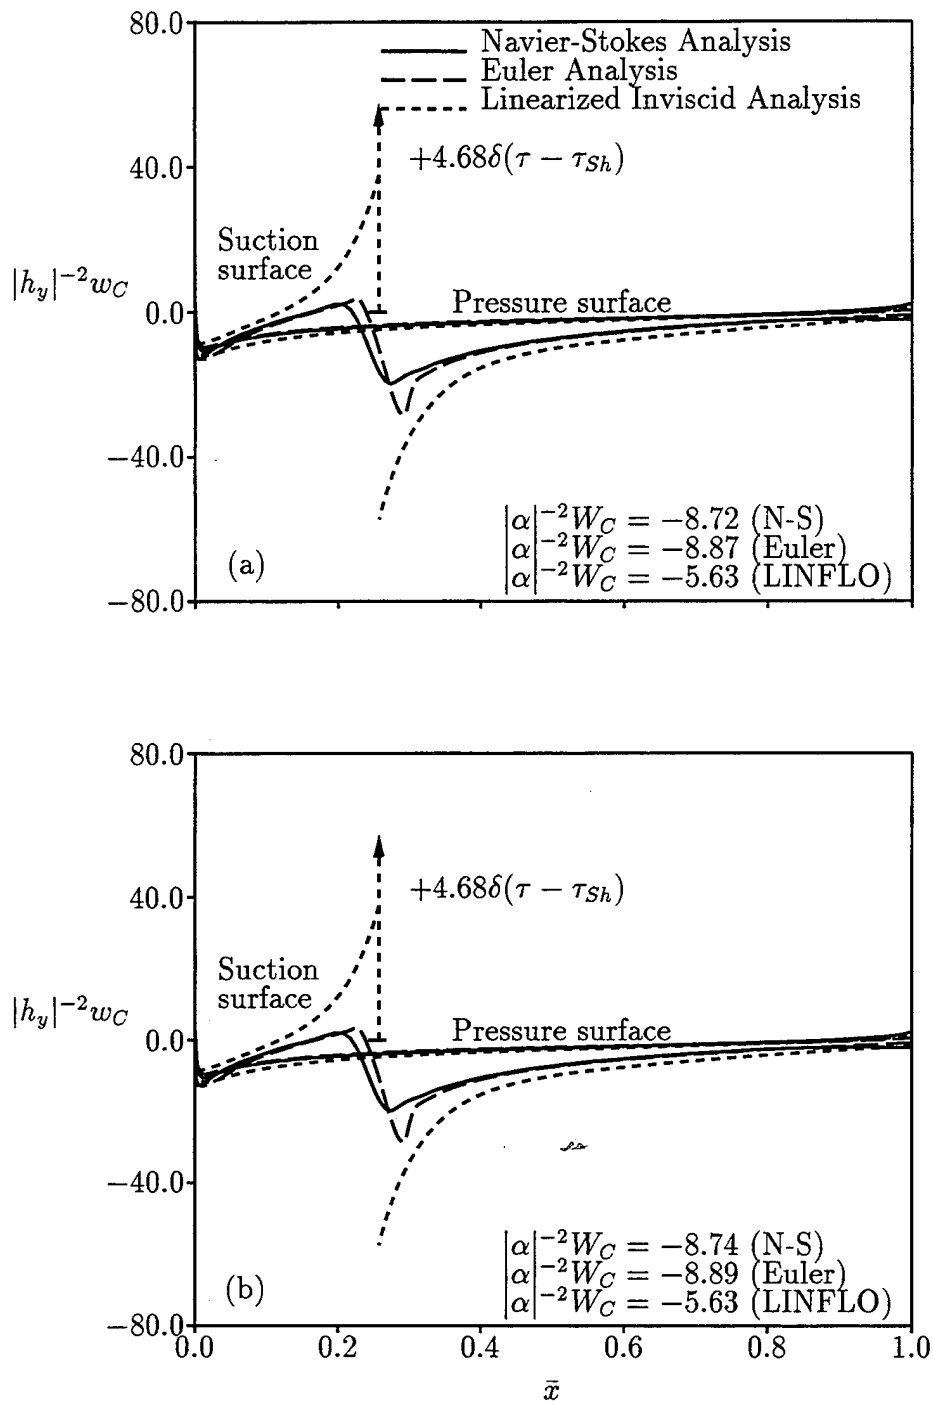 80.0
Navier-Stokes Analysis
Euler Analysis
Linearized Inviscid Analysis
40.0
+4.68δ(τ − τ_Sh)
Suction
surface
|h_y|^−2 w_C
0.0
Pressure surface
−40.0
|α|^−2 W_C = −8.72 (N-S)
|α|^−2 W_C = −8.87 (Euler)
|α|^−2 W_C = −5.63 (LINFLO)
(a)
−80.0
80.0
40.0
+4.68δ(τ − τ_Sh)
Suction
surface
|h_y|^−2 w_C
0.0
Pressure surface
−40.0
|α|^−2 W_C = −8.74 (N-S)
|α|^−2 W_C = −8.89 (Euler)
|α|^−2 W_C = −5.63 (LINFLO)
(b)
−80.0
0.0 0.2 0.4 0.6 0.8 1.0
x̄